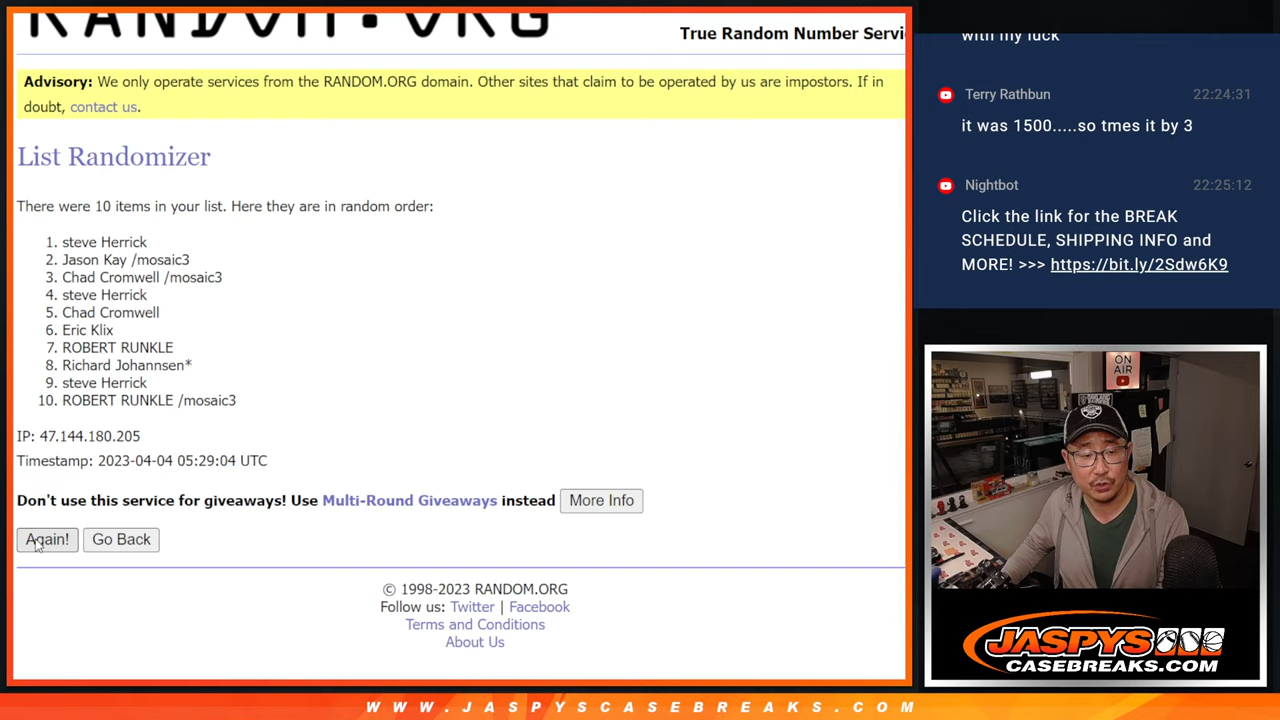 RANDOM.ORG
True Random Number Servi
Advisory: We only operate services from the RANDOM.ORG domain. Other sites that claim to be operated by us are impostors. If in
doubt, contact us.
List Randomizer
There were 10 items in your list. Here they are in random order:
1. steve Herrick
2. Jason Kay /mosaic3
3. Chad Cromwell /mosaic3
4. steve Herrick
5. Chad Cromwell
6. Eric Klix
7. ROBERT RUNKLE
8. Richard Johannsen*
9. steve Herrick
10. ROBERT RUNKLE /mosaic3
IP: 47.144.180.205
Timestamp: 2023-04-04 05:29:04 UTC
Don't use this service for giveaways! Use Multi-Round Giveaways instead More Info
Again! Go Back
© 1998-2023 RANDOM.ORG
Follow us: Twitter | Facebook
Terms and Conditions
About Us
with my luck
Terry Rathbun 22:24:31
it was 1500.....so tmes it by 3
Nightbot 22:25:12
Click the link for the BREAK
SCHEDULE, SHIPPING INFO and
MORE! >>> https://bit.ly/2Sdw6K9
ON
AIR
JASPYS
CASEBREAKS.COM
WWW.JASPYSCASEBREAKS.COM